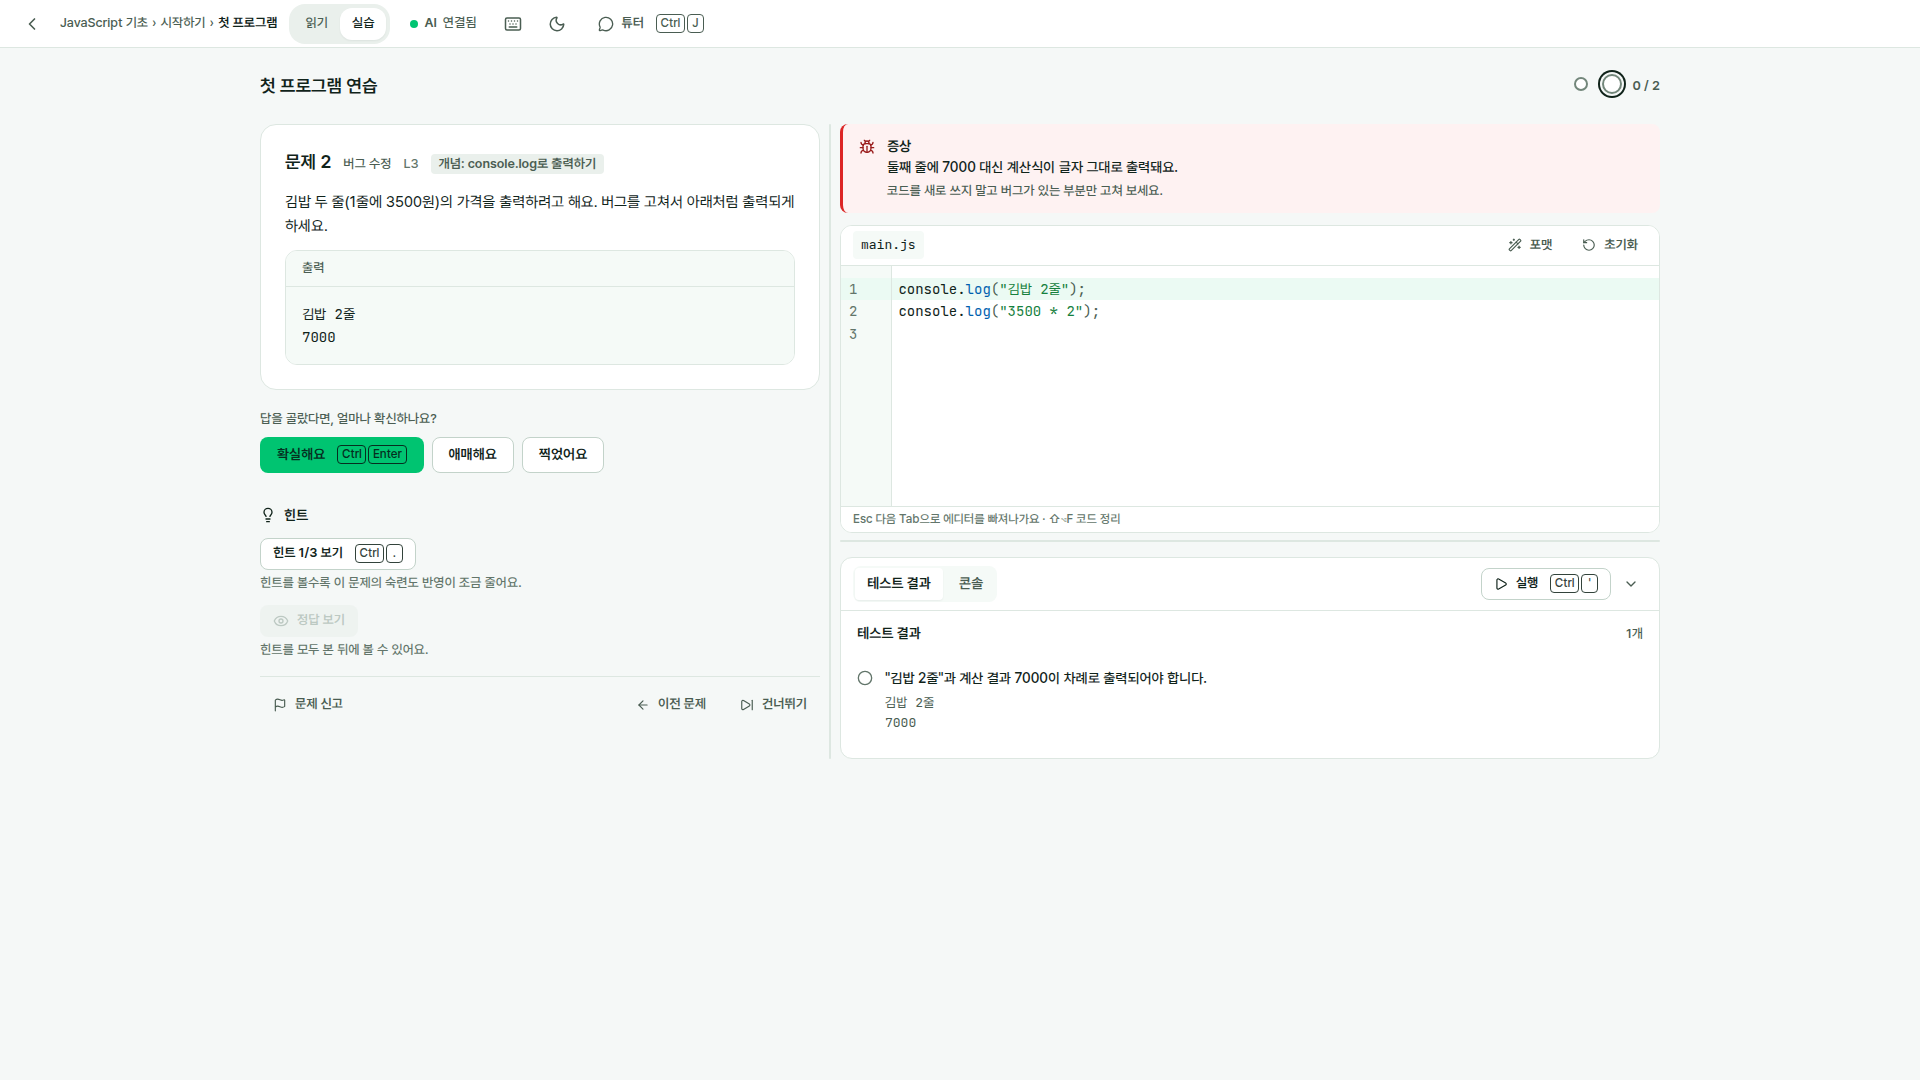 JavaScript 기초 › 시작하기 › 첫 프로그램
읽기 실습
AI 연결됨
튜터 Ctrl J
첫 프로그램 연습
0 / 2
문제 2 버그 수정 L3 개념: console.log로 출력하기
김밥 두 줄(1줄에 3500원)의 가격을 출력하려고 해요. 버그를 고쳐서 아래처럼 출력되게
하세요.
출력
김밥 2줄
7000
답을 골랐다면, 얼마나 확신하나요?
확실해요 Ctrl Enter 애매해요 찍었어요
힌트
힌트 1/3 보기 Ctrl .
힌트를 볼수록 이 문제의 숙련도 반영이 조금 줄어요.
정답 보기
힌트를 모두 본 뒤에 볼 수 있어요.
문제 신고 이전 문제 건너뛰기
증상
둘째 줄에 7000 대신 계산식이 글자 그대로 출력돼요.
코드를 새로 쓰지 말고 버그가 있는 부분만 고쳐 보세요.
main.js 포맷 초기화
1 console.log("김밥 2줄");
2 console.log("3500 * 2");
3
Esc 다음 Tab으로 에디터를 빠져나가요 · ⇧⌥F 코드 정리
테스트 결과 콘솔 실행 Ctrl '
테스트 결과 1개
"김밥 2줄"과 계산 결과 7000이 차례로 출력되어야 합니다.
김밥 2줄
7000